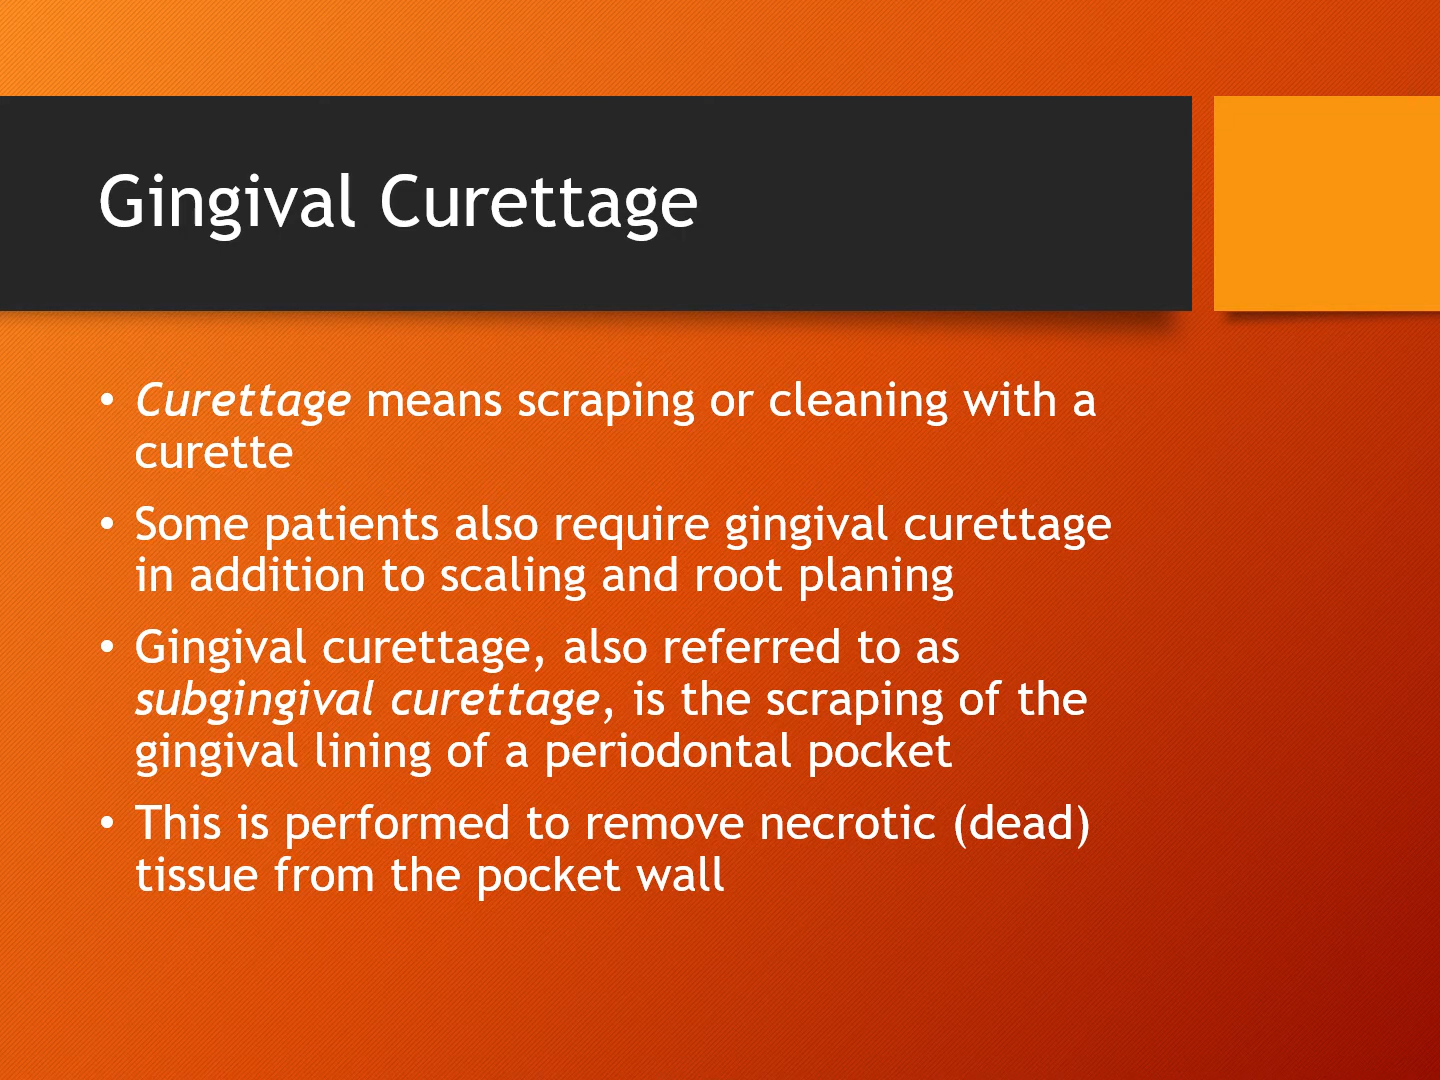 Gingival Curettage
• Curettage means scraping or cleaning with a
curette
• Some patients also require gingival curettage
in addition to scaling and root planing
• Gingival curettage, also referred to as
subgingival curettage, is the scraping of the
gingival lining of a periodontal pocket
• This is performed to remove necrotic (dead)
tissue from the pocket wall